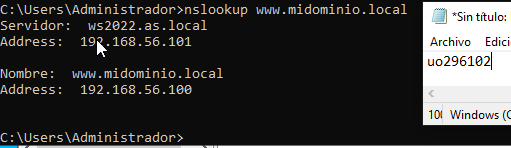 C:\Users\Administrador>nslookup www.midominio.local
Servidor:  ws2022.as.local
Address:  192.168.56.101
Nombre:  www.midominio.local
Address:  192.168.56.100
C:\Users\Administrador>
*Sin título:
Archivo Edici
uo296102
100 Windows (C